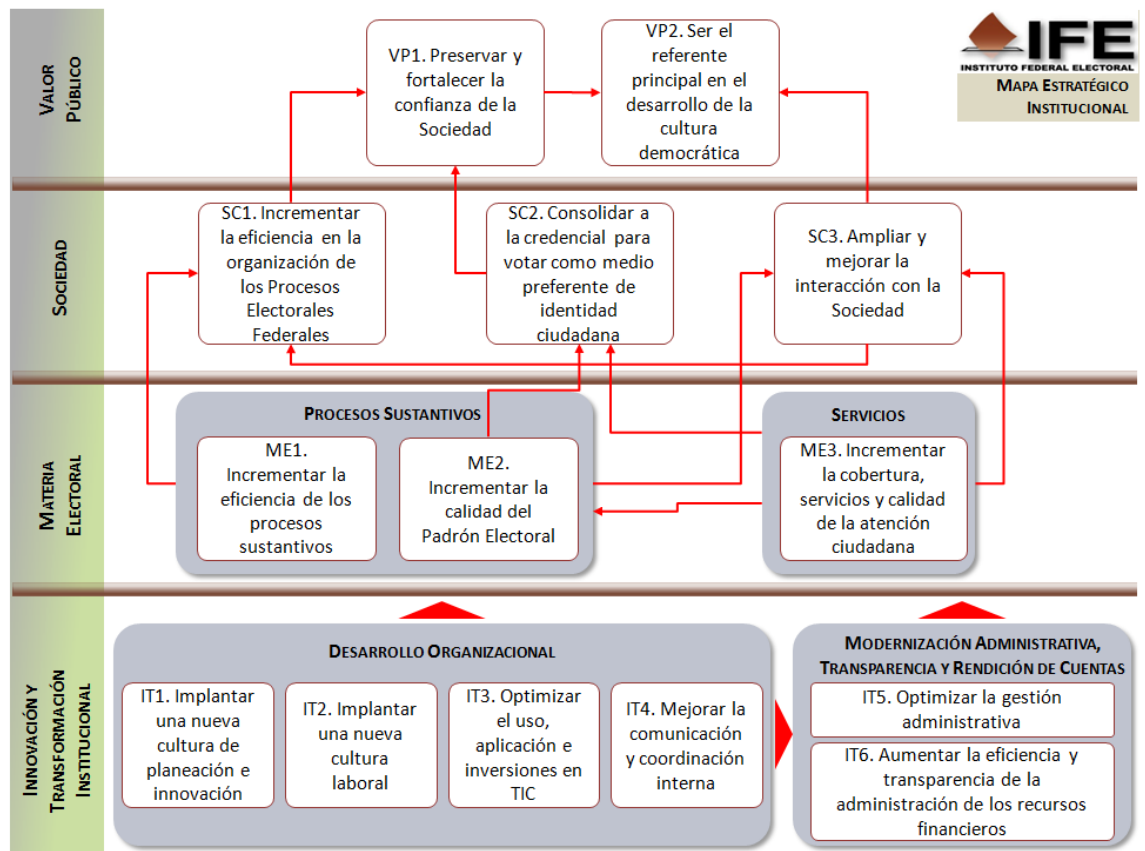 IFE
INSTITUTO FEDERAL ELECTORAL
MAPA ESTRATÉGICO
INSTITUCIONAL
VALOR
PÚBLICO
VP1. Preservar y
fortalecer la
confianza de la
Sociedad
VP2. Ser el
referente
principal en el
desarrollo de la
cultura
democrática
SOCIEDAD
SC1. Incrementar
la eficiencia en la
organización de
los Procesos
Electorales
Federales
SC2. Consolidar a
la credencial para
votar como medio
preferente de
identidad
ciudadana
SC3. Ampliar y
mejorar la
interacción con la
Sociedad
MATERIA
ELECTORAL
PROCESOS SUSTANTIVOS
ME1.
Incrementar la
eficiencia de los
procesos
sustantivos
ME2.
Incrementar la
calidad del
Padrón Electoral
SERVICIOS
ME3. Incrementar
la cobertura,
servicios y calidad
de la atención
ciudadana
INNOVACIÓN Y
TRANSFORMACIÓN
INSTITUCIONAL
DESARROLLO ORGANIZACIONAL
IT1. Implantar
una nueva
cultura de
planeación e
innovación
IT2. Implantar
una nueva
cultura
laboral
IT3. Optimizar
el uso,
aplicación e
inversiones en
TIC
IT4. Mejorar la
comunicación
y coordinación
interna
MODERNIZACIÓN ADMINISTRATIVA,
TRANSPARENCIA Y RENDICIÓN DE CUENTAS
IT5. Optimizar la gestión
administrativa
IT6. Aumentar la eficiencia y
transparencia de la
administración de los recursos
financieros